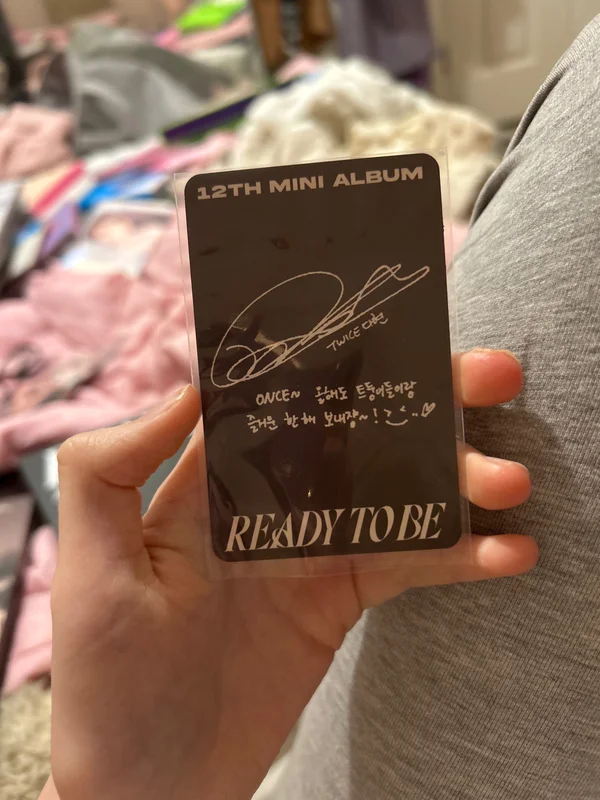 12TH MINI ALBUM
TWICE 다현
ONCE~ 올해도 트둥이들이랑
즐거운 한 해 보내장~! >_<..♡
READY TO BE